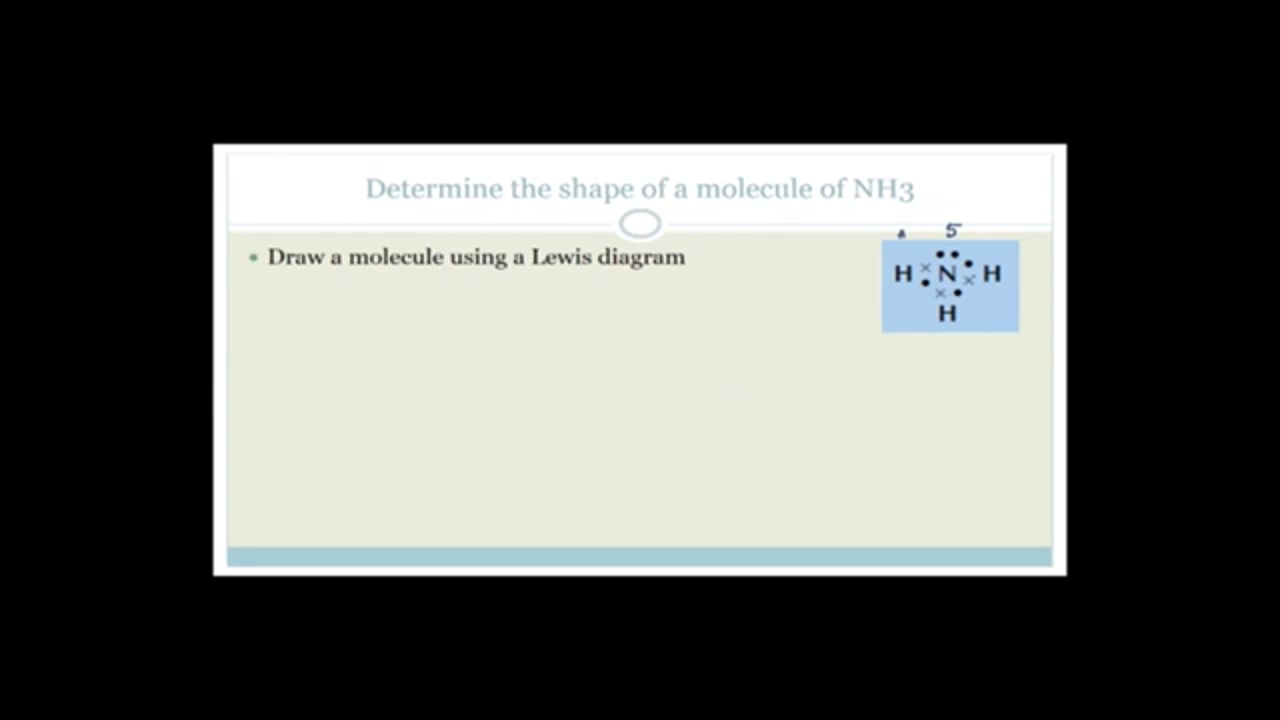 Determine the shape of a molecule of NH3
• Draw a molecule using a Lewis diagram
5
H N H
H